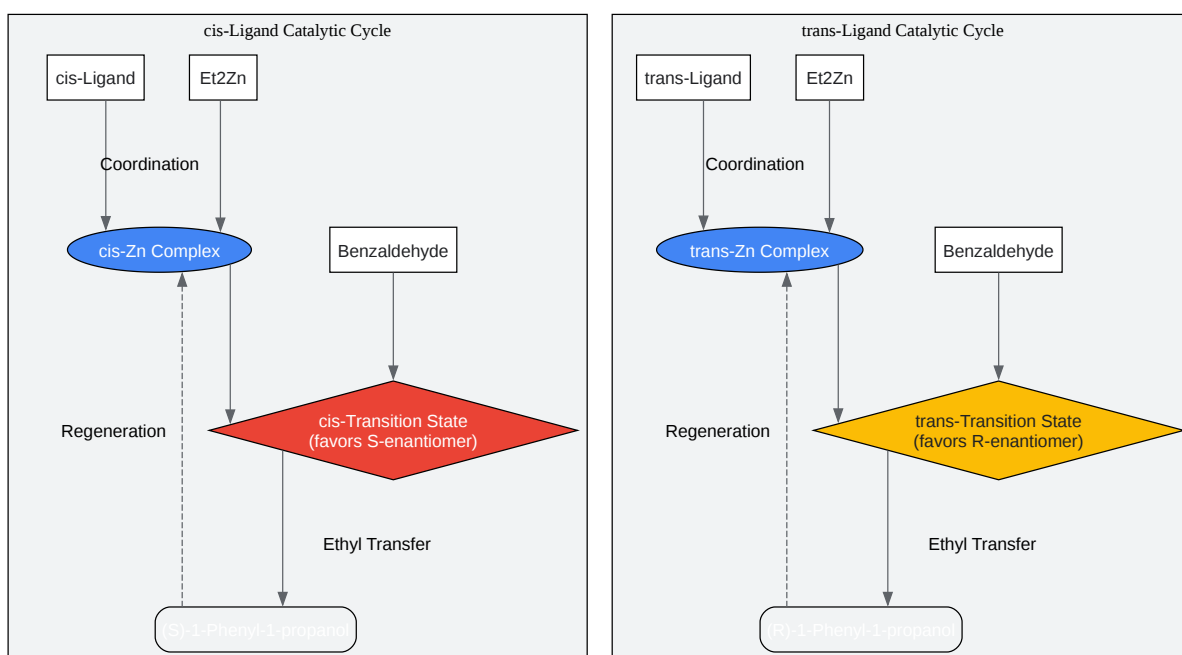 cis-Ligand Catalytic Cycle
cis-Ligand
Et2Zn
Coordination
cis-Zn Complex
Benzaldehyde
cis-Transition State
(favors S-enantiomer)
Regeneration
Ethyl Transfer
(S)-1-Phenyl-1-propanol
trans-Ligand Catalytic Cycle
trans-Ligand
Et2Zn
Coordination
trans-Zn Complex
Benzaldehyde
trans-Transition State
(favors R-enantiomer)
Regeneration
Ethyl Transfer
(R)-1-Phenyl-1-propanol